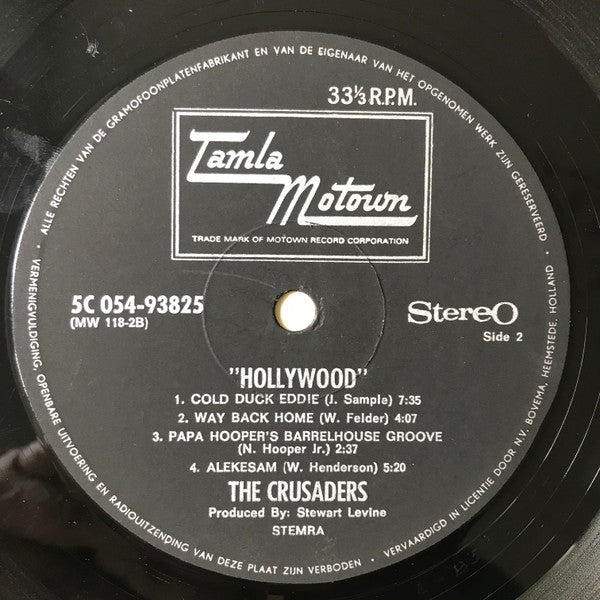 ALLE RECHTEN VAN DE GRAMOFOONPLATENFABRIKANT EN VAN DE EIGENAAR VAN HET OPGENOMEN WERK ZIJN GERESERVEERD
33⅓ R.P.M.
Tamla
Motown
TRADE MARK OF MOTOWN RECORD CORPORATION
5C 054-93825
(MW 118-2B)
Stereo
Side 2
"HOLLYWOOD"
1. COLD DUCK EDDIE (J. Sample) 7:35
2. WAY BACK HOME (W. Felder) 4:07
3. PAPA HOOPER'S BARRELHOUSE GROOVE
(N. Hooper Jr.) 2:37
4. ALEKESAM (W. Henderson) 5:20
THE CRUSADERS
Produced By: Stewart Levine
STEMRA
VERMENIGVULDIGING, OPENBARE UITVOERING EN RADIOUITZENDING VAN DEZE PLAAT ZIJN VERBODEN • VERVAARDIGD IN LICENTIE DOOR N.V. BOVEMA, HEEMSTEDE, HOLLAND •